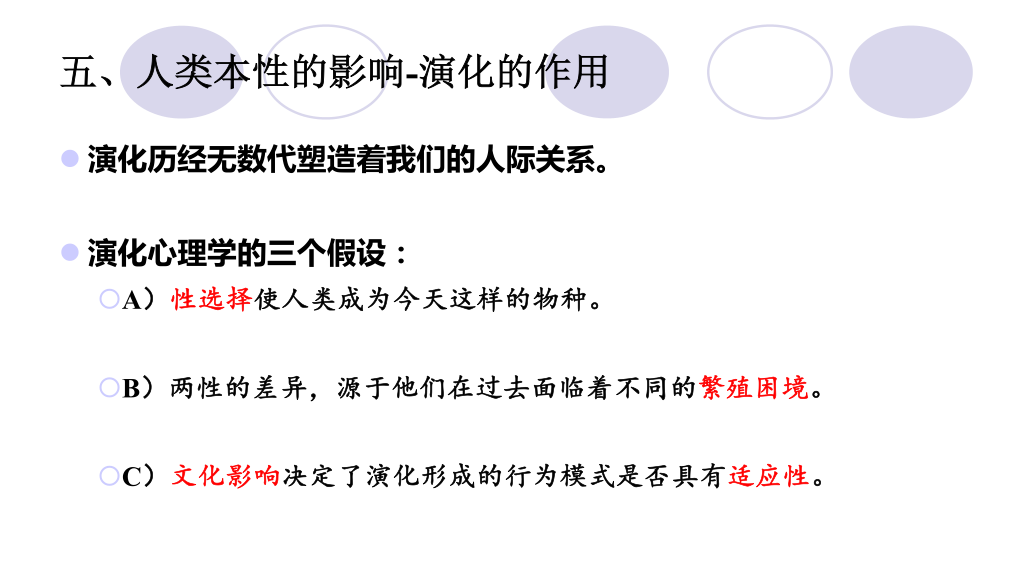 五、人类本性的影响-演化的作用
演化历经无数代塑造着我们的人际关系。
演化心理学的三个假设：
A）性选择使人类成为今天这样的物种。
B）两性的差异，源于他们在过去面临着不同的繁殖困境。
C）文化影响决定了演化形成的行为模式是否具有适应性。